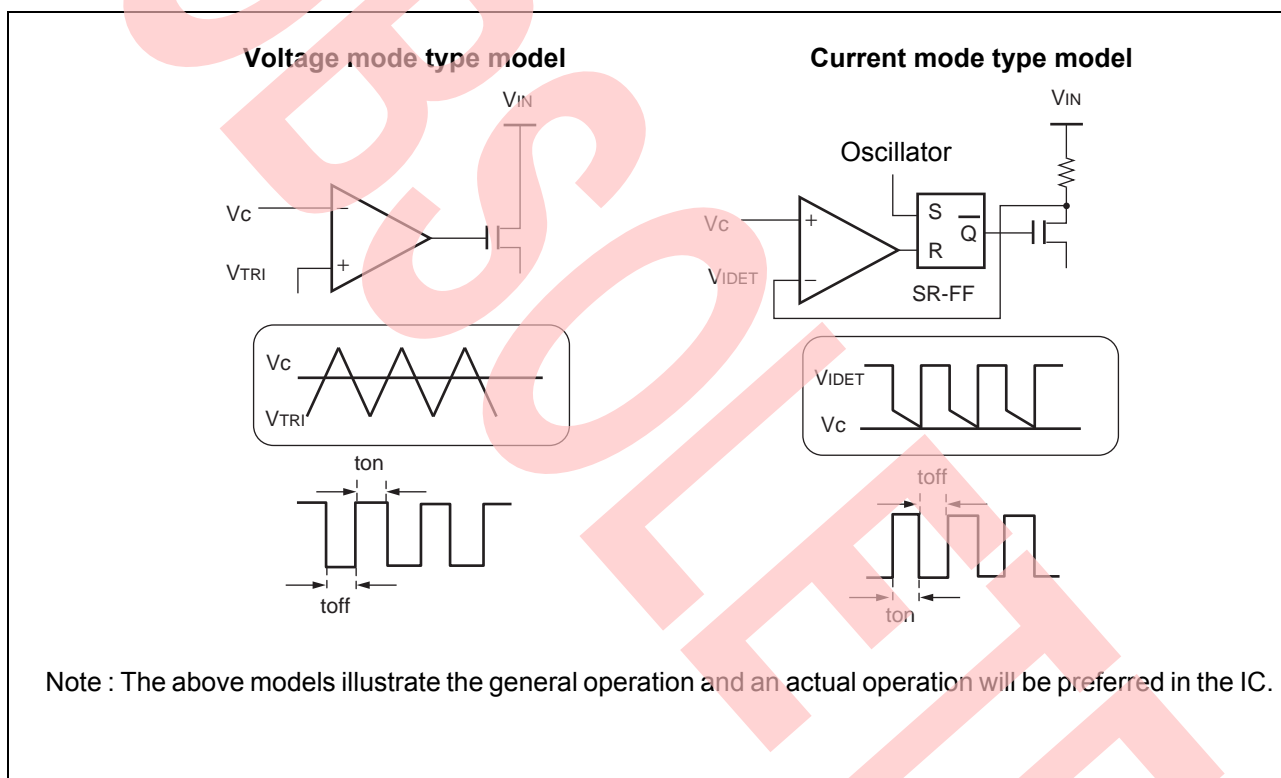 Voltage mode type model
VIN
Vc
−
VTRI
+
Vc
VTRI
ton
toff
Current mode type model
VIN
Oscillator
Vc
+
S
Q
R
VIDET
−
SR-FF
VIDET
Vc
toff
ton
Note : The above models illustrate the general operation and an actual operation will be preferred in the IC.
OBSOLETE